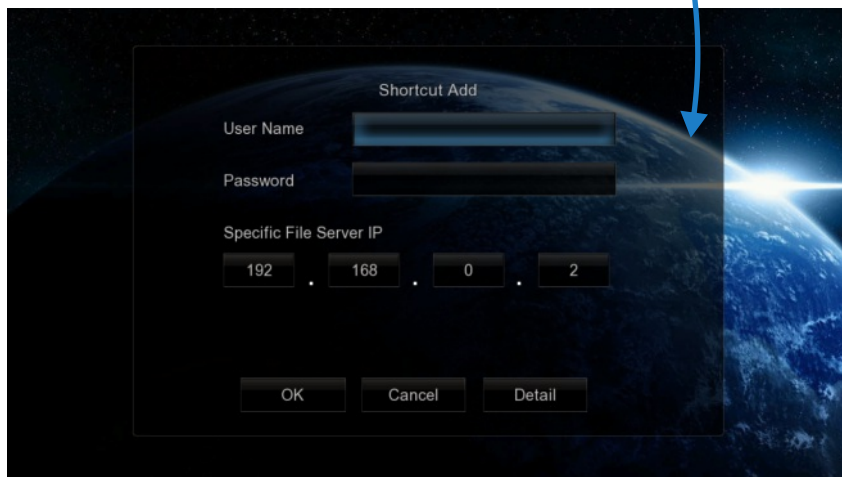 Shortcut Add
User Name
Password
Specific File Server IP
192 . 168 . 0 . 2
OK Cancel Detail